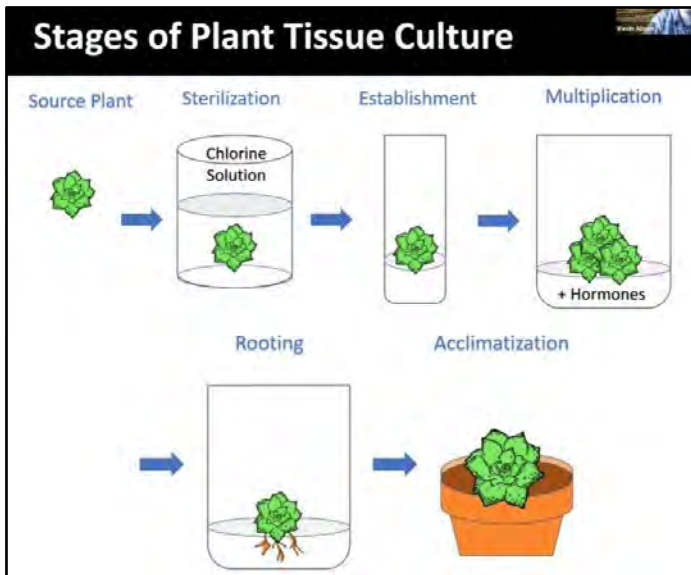 Stages of Plant Tissue Culture
Source Plant
Sterilization
Establishment
Multiplication
Chlorine
Solution
+ Hormones
Rooting
Acclimatization